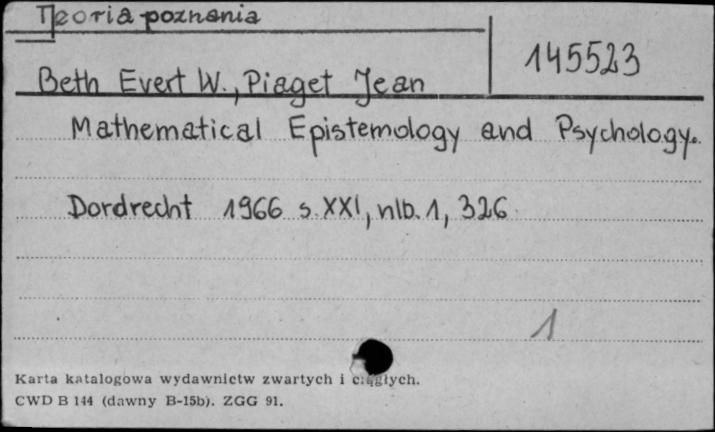 Teoria poznania
145523
Beth Evert W., Piaget Jean
Mathematical Epistemology and Psychology.
Dordrecht 1966 s. XXI, nlb. 1, 326
1
Karta katalogowa wydawnictw zwartych i ciągłych.
CWD B 144 (dawny B-15b). ZGG 91.